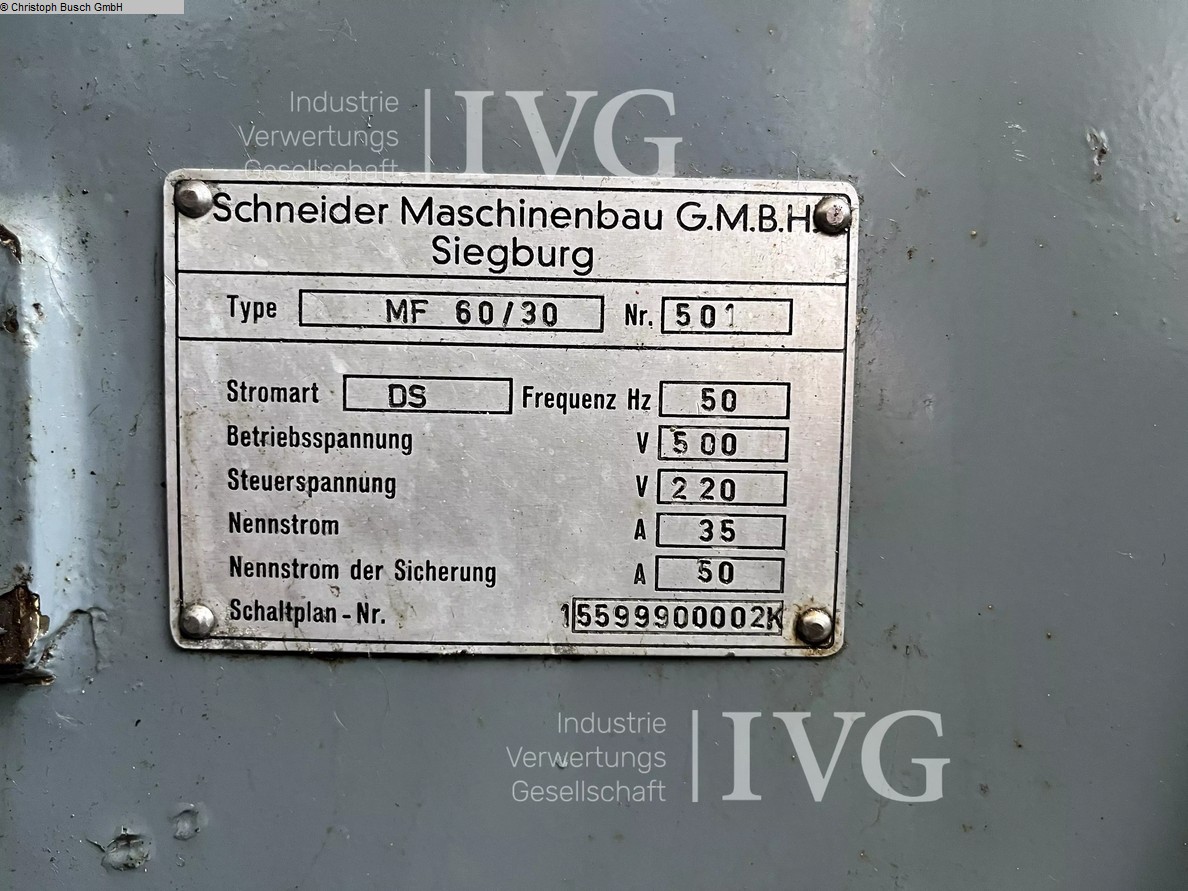 © Christoph Busch GmbH
Industrie
Verwertungs
Gesellschaft
IVG
Schneider Maschinenbau G.M.B.H.
Siegburg
Type MF 60/30 Nr. 501
Stromart DS Frequenz Hz 50
Betriebsspannung V 500
Steuerspannung V 220
Nennstrom A 35
Nennstrom der Sicherung A 50
Schaltplan-Nr. 15599900002K
Industrie
Verwertungs
Gesellschaft
IVG